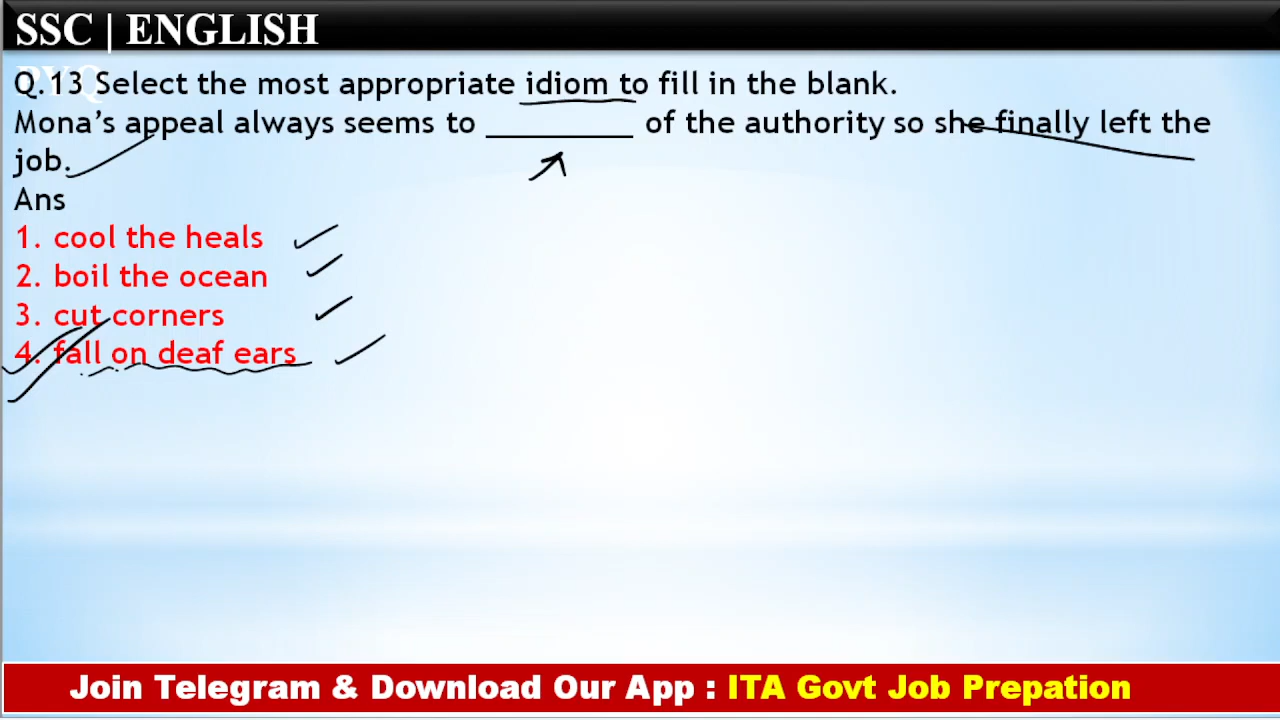 SSC | ENGLISH
PYQ
Q.13 Select the most appropriate idiom to fill in the blank.
Mona’s appeal always seems to _________ of the authority so she finally left the
job.
Ans
1. cool the heals
2. boil the ocean
3. cut corners
4. fall on deaf ears
Join Telegram & Download Our App : ITA Govt Job Prepation